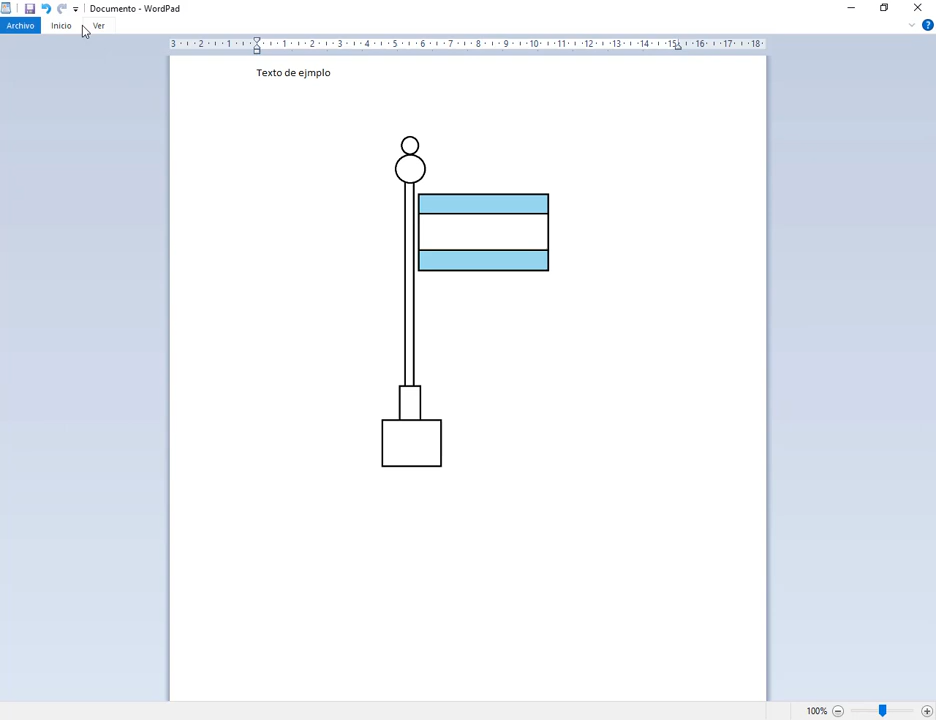 Documento - WordPad
Archivo Inicio Ver
3 2 1 1 2 3 4 5 6 7 8 9 10 11 12 13 14 15 16 17 18
Texto de ejmplo
100%